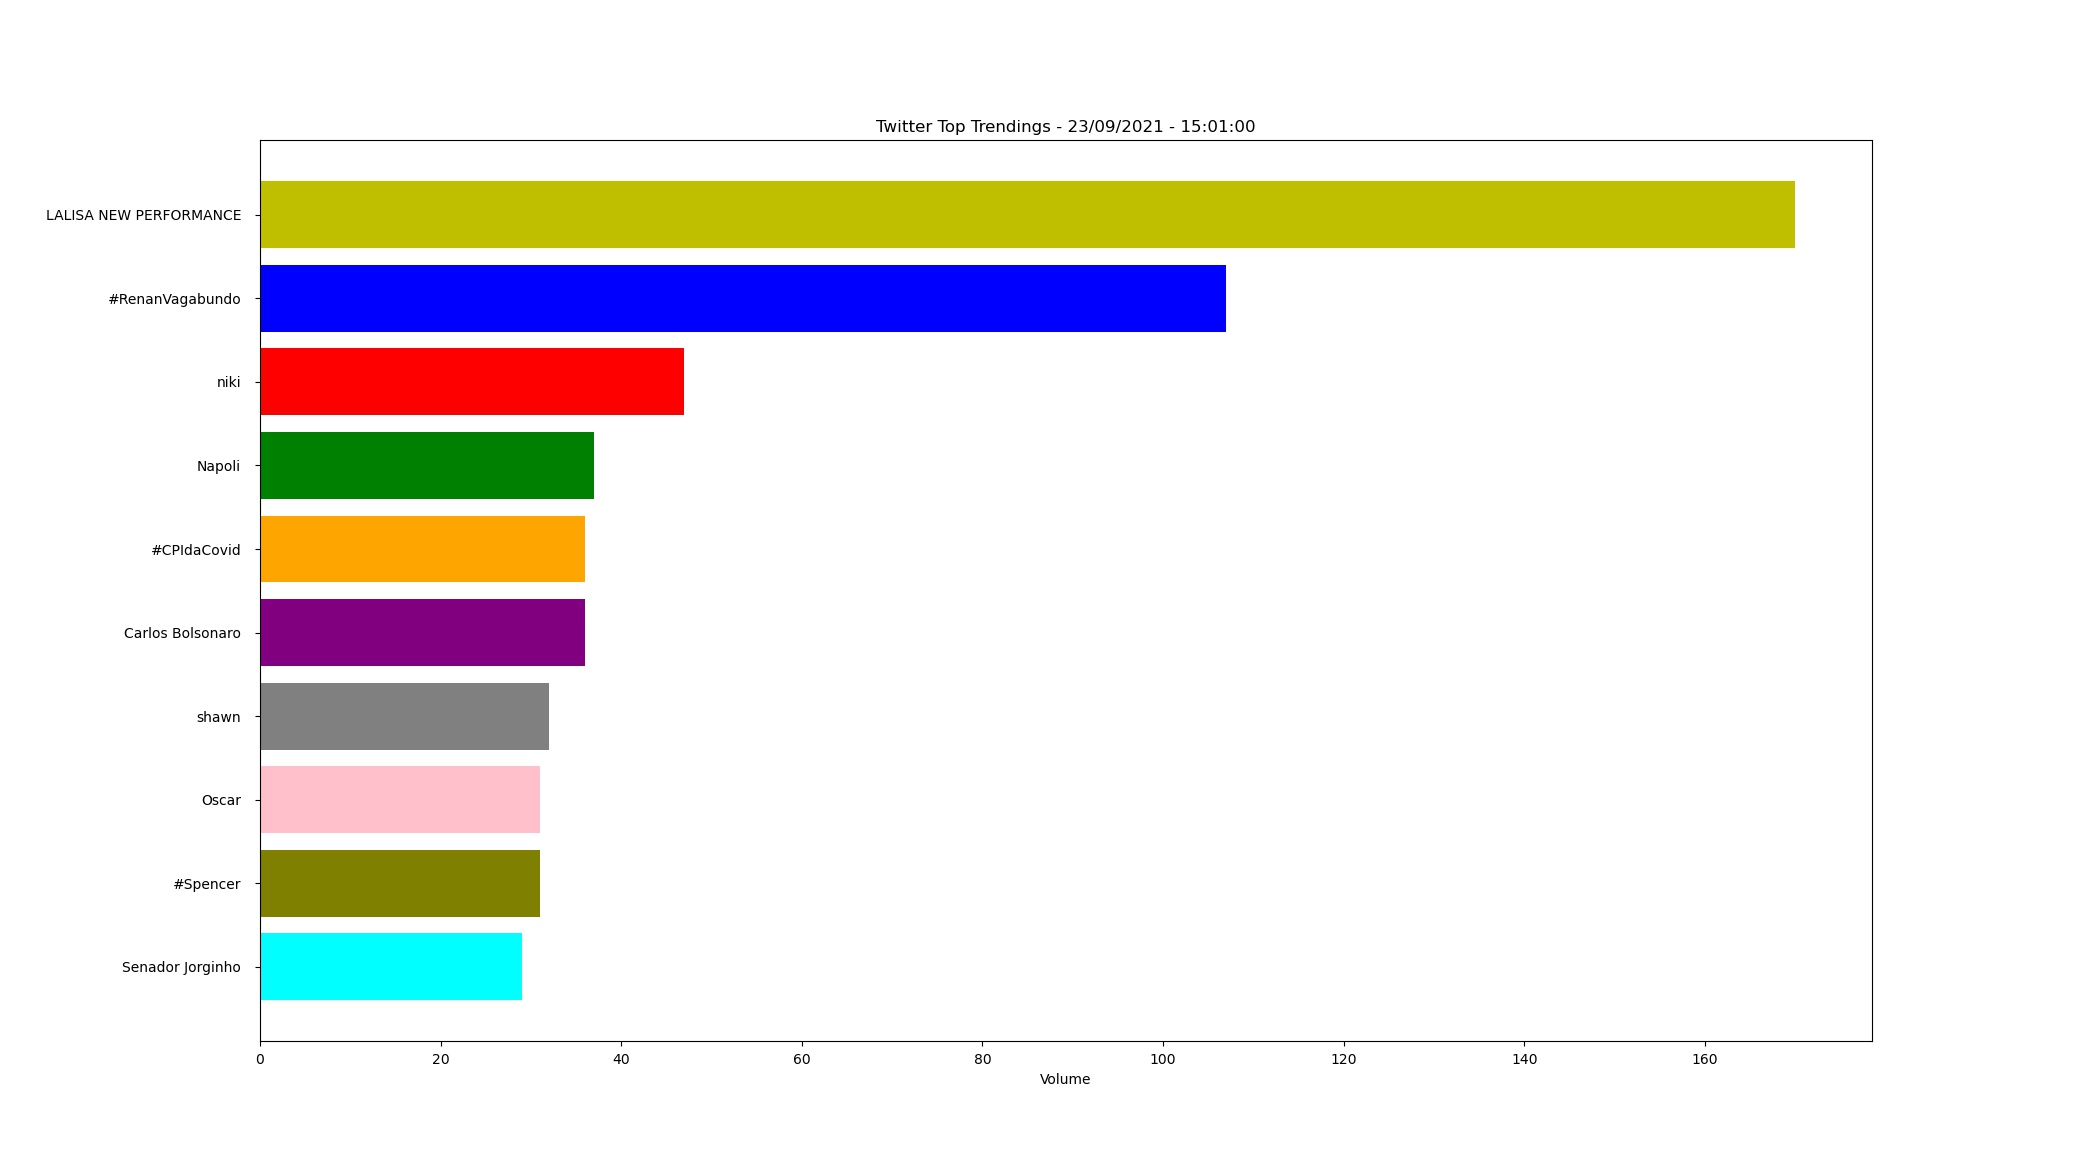 Twitter Top Trendings - 23/09/2021 - 15:01:00
LALISA NEW PERFORMANCE
#RenanVagabundo
niki
Napoli
#CPIdaCovid
Carlos Bolsonaro
shawn
Oscar
#Spencer
Senador Jorginho
0 20 40 60 80 100 120 140 160
Volume